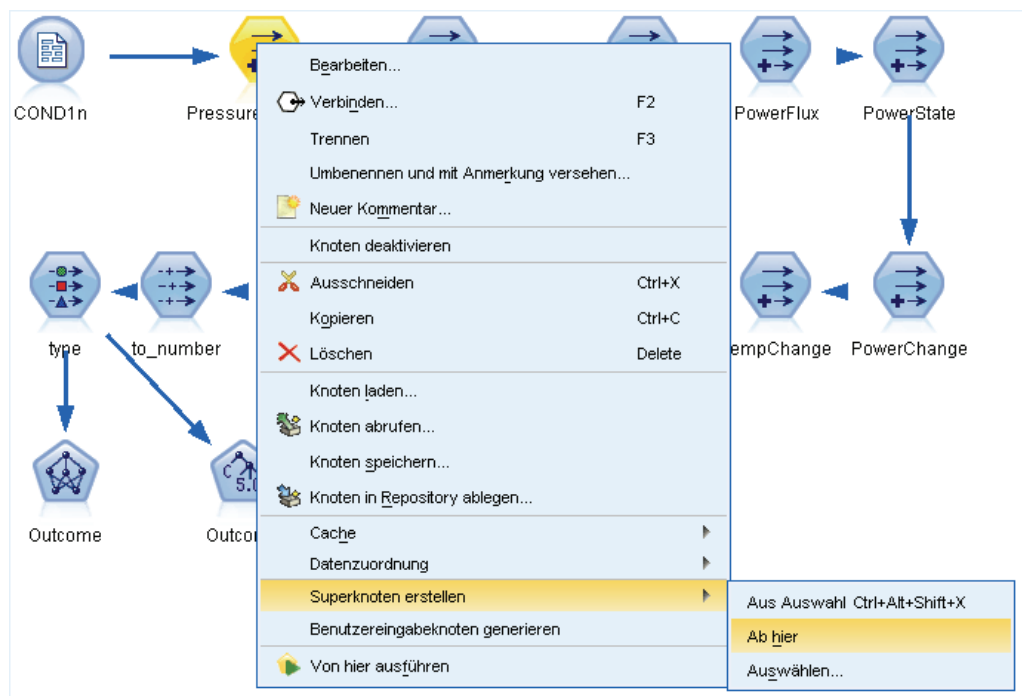 COND1n
Pressure
PowerFlux
PowerState
Bearbeiten...
Verbinden... F2
Trennen F3
Umbenennen und mit Anmerkung versehen...
Neuer Kommentar...
Knoten deaktivieren
Ausschneiden Ctrl+X
Kopieren Ctrl+C
Löschen Delete
Knoten laden...
Knoten abrufen...
Knoten speichern...
Knoten in Repository ablegen...
Cache
Datenzuordnung
Superknoten erstellen
Benutzereingabeknoten generieren
Von hier ausführen
Aus Auswahl Ctrl+Alt+Shift+X
Ab hier
Auswählen...
type
to_number
empChange
PowerChange
Outcome
C
5.0
Outco